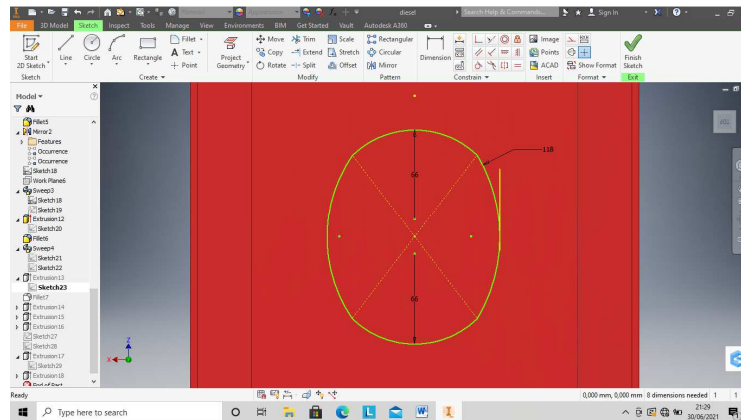 diesel
Search Help & Commands...
Sign In
File 3D Model Sketch Inspect Tools Manage View Environments BIM Get Started Vault Autodesk A360
Start
2D Sketch
Line
Circle
Arc
Rectangle
Fillet
Text
Point
Project
Geometry
Move Trim Scale
Copy Extend Stretch
Rotate Split Offset
Rectangular
Circular
Mirror
Dimension
Image
Points
ACAD
Show Format
Finish
Sketch
Sketch Create Modify Pattern Constrain Insert Format Exit
Model
Fillet5
Mirror2
Features
Occurrence
Occurrence
Sketch18
Work Plane6
Sweep3
Sketch18
Sketch19
Extrusion12
Sketch20
Fillet6
Sweep4
Sketch21
Sketch22
Extrusion13
Sketch23
Fillet7
Extrusion14
Extrusion15
Extrusion16
Sketch27
Sketch28
Extrusion17
Sketch29
Extrusion18
End of Part
118
66
66
Z
X
Ready
0,000 mm, 0,000 mm 8 dimensions needed 1 1
Type here to search
21:29
30/06/2021